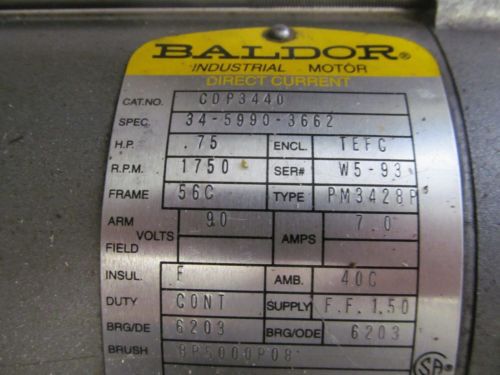 BALDOR®
INDUSTRIAL MOTOR
DIRECT CURRENT
CAT.NO. CDP3440
SPEC. 34-5990-3662
H.P. .75 ENCL. TEFC
R.P.M. 1750 SER# W5-93
FRAME 56C TYPE PM3428P
ARM 90 7.0
VOLTS AMPS
FIELD
INSUL. F AMB. 40C
DUTY CONT SUPPLY F.F. 1.50
BRG/DE 6203 BRG/ODE 6203
BRUSH BP5000P08
SA